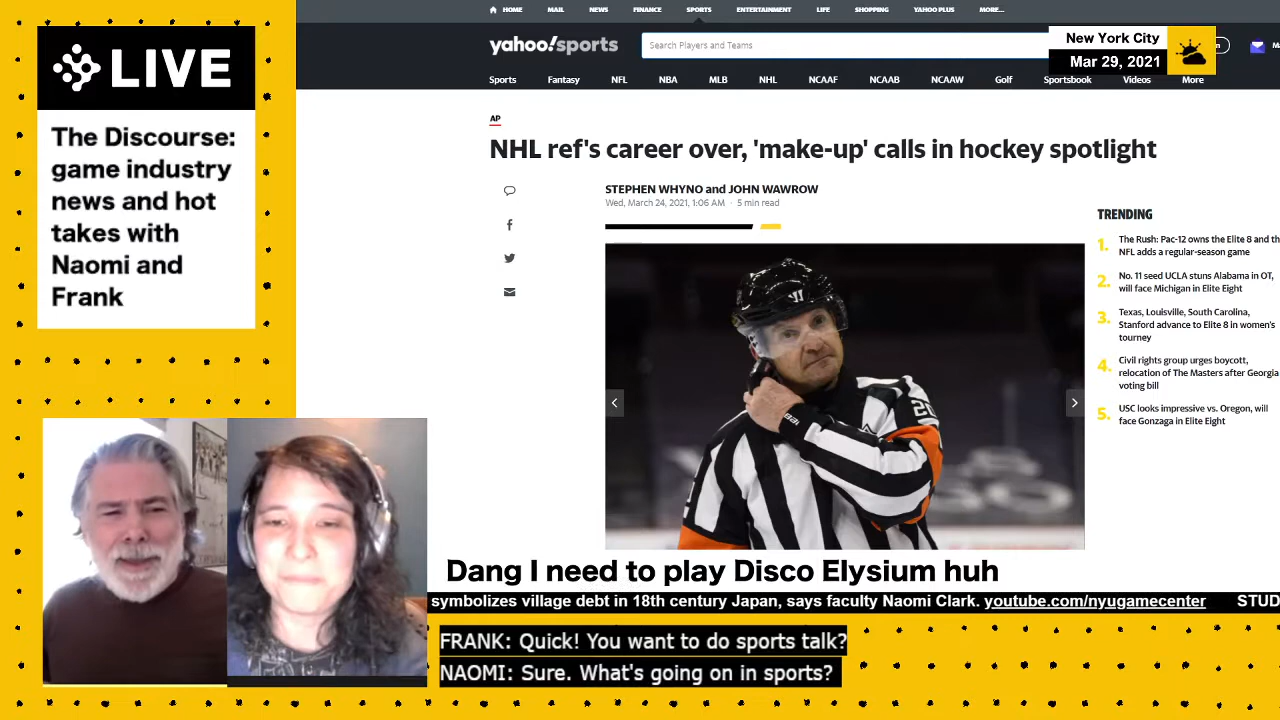 LIVE
The Discourse:
game industry
news and hot
takes with
Naomi and
Frank
HOME MAIL NEWS FINANCE SPORTS ENTERTAINMENT LIFE SHOPPING YAHOO PLUS MORE...
yahoo!sports
Search Players and Teams
New York City
Mar 29, 2021
Sports Fantasy NFL NBA MLB NHL NCAAF NCAAB NCAAW Golf Sportsbook Videos More
AP
NHL ref's career over, 'make-up' calls in hockey spotlight
STEPHEN WHYNO and JOHN WAWROW
Wed, March 24, 2021, 1:06 AM · 5 min read
TRENDING
1. The Rush: Pac-12 owns the Elite 8 and th
NFL adds a regular-season game
2. No. 11 seed UCLA stuns Alabama in OT,
will face Michigan in Elite Eight
3. Texas, Louisville, South Carolina,
Stanford advance to Elite 8 in women's
tourney
4. Civil rights group urges boycott,
relocation of The Masters after Georgia
voting bill
5. USC looks impressive vs. Oregon, will
face Gonzaga in Elite Eight
Dang I need to play Disco Elysium huh
symbolizes village debt in 18th century Japan, says faculty Naomi Clark. youtube.com/nyugamecenter STUD
FRANK: Quick! You want to do sports talk?
NAOMI: Sure. What's going on in sports?